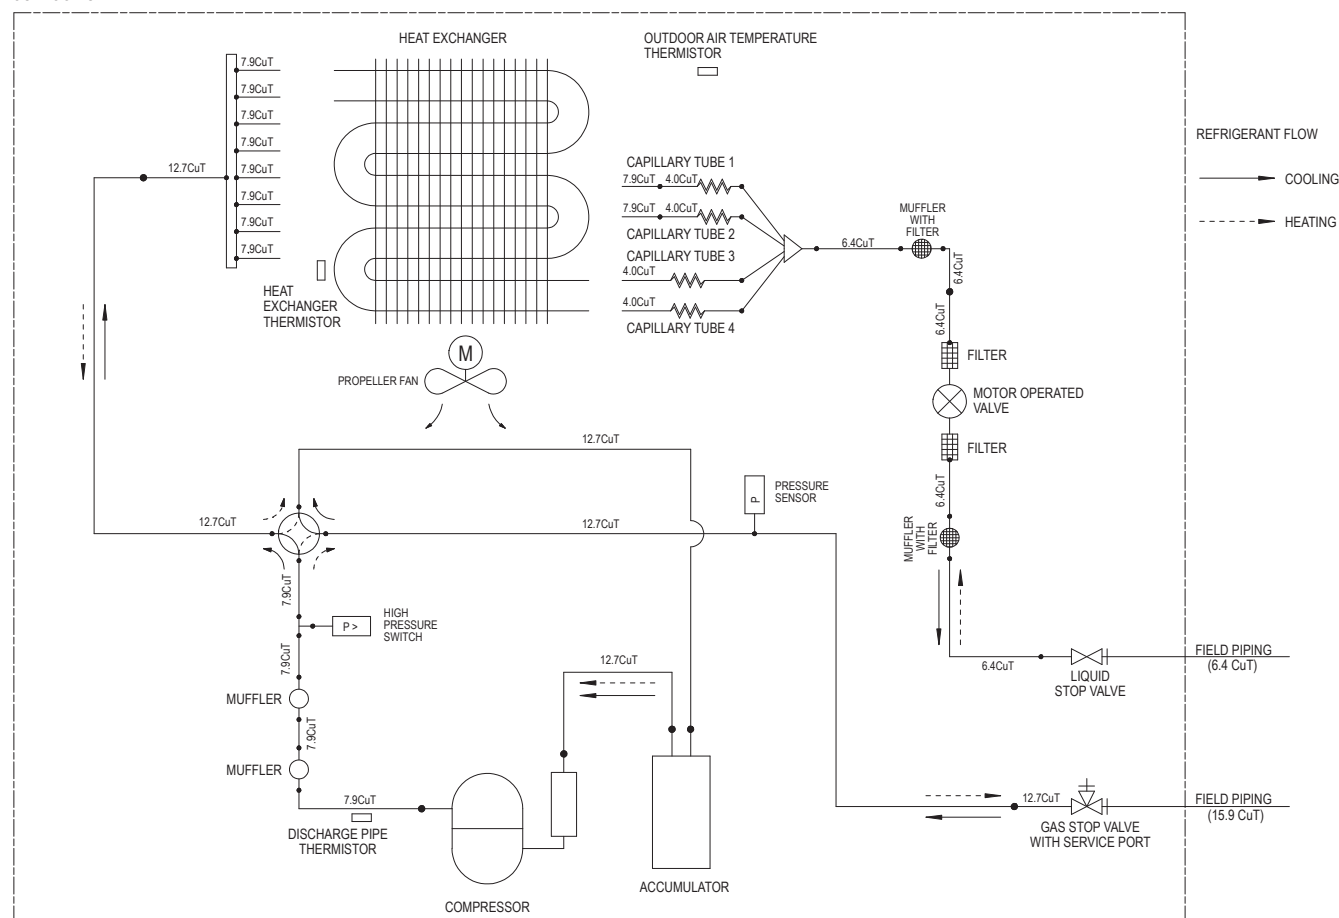 HEAT EXCHANGER
OUTDOOR AIR TEMPERATURE
THERMISTOR
7.9CuT
7.9CuT
7.9CuT
7.9CuT
7.9CuT
7.9CuT
7.9CuT
7.9CuT
12.7CuT
REFRIGERANT FLOW
COOLING
HEATING
CAPILLARY TUBE 1
7.9CuT 4.0CuT
7.9CuT 4.0CuT
CAPILLARY TUBE 2
CAPILLARY TUBE 3
4.0CuT
4.0CuT
CAPILLARY TUBE 4
MUFFLER
WITH
FILTER
6.4CuT
6.4CuT
6.4CuT
HEAT
EXCHANGER
THERMISTOR
M
PROPELLER FAN
FILTER
MOTOR OPERATED
VALVE
FILTER
6.4CuT
MUFFLER
WITH
FILTER
12.7CuT
P
PRESSURE
SENSOR
12.7CuT
12.7CuT
7.9CuT
P>
HIGH
PRESSURE
SWITCH
7.9CuT
MUFFLER
7.9CuT
MUFFLER
7.9CuT
DISCHARGE PIPE
THERMISTOR
12.7CuT
COMPRESSOR
ACCUMULATOR
6.4CuT
LIQUID
STOP VALVE
FIELD PIPING
(6.4 CuT)
12.7CuT
GAS STOP VALVE
WITH SERVICE PORT
FIELD PIPING
(15.9 CuT)